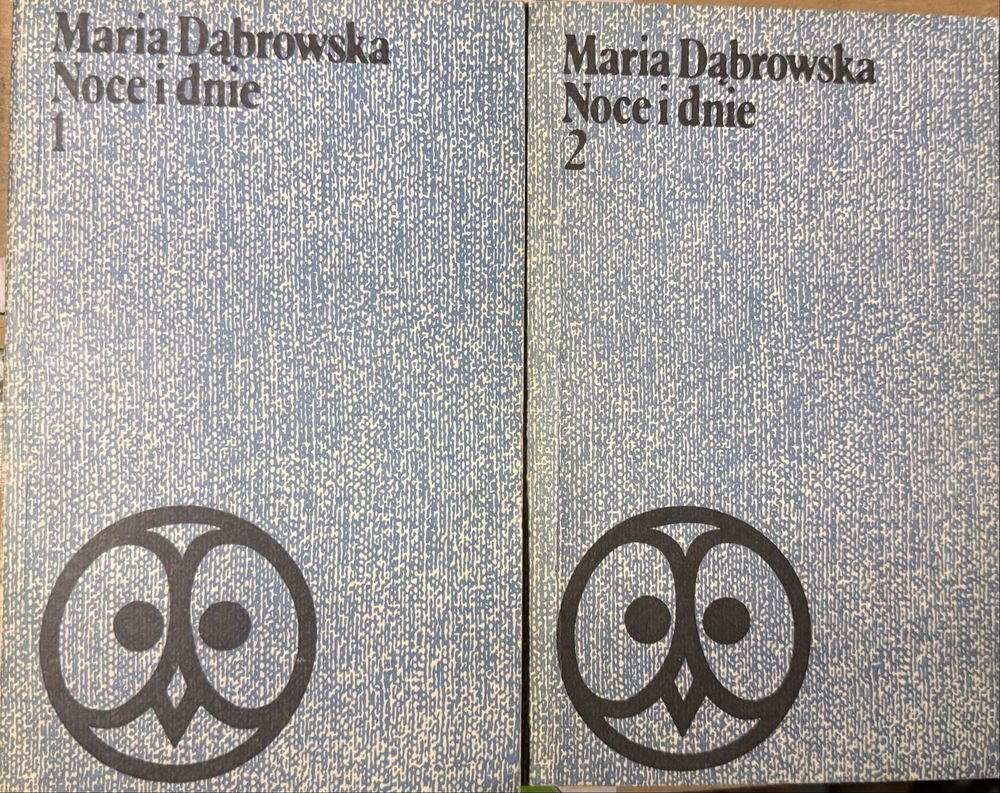 Maria Dąbrowska
Noce i dnie
1
Maria Dąbrowska
Noce i dnie
2